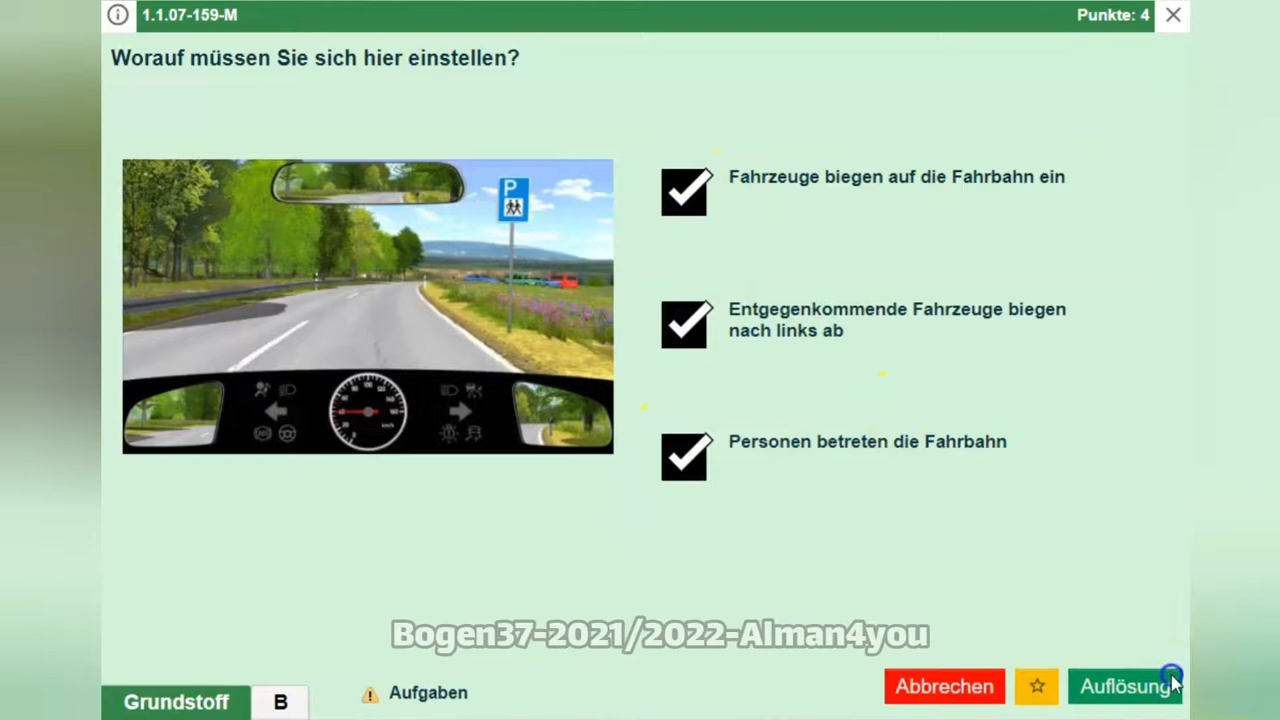 1.1.07-159-M
Punkte: 4
Worauf müssen Sie sich hier einstellen?
P
Fahrzeuge biegen auf die Fahrbahn ein
Entgegenkommende Fahrzeuge biegen
nach links ab
Personen betreten die Fahrbahn
Bogen37-2021/2022-Alman4you
Abbrechen
Auflösung
Grundstoff
B
Aufgaben